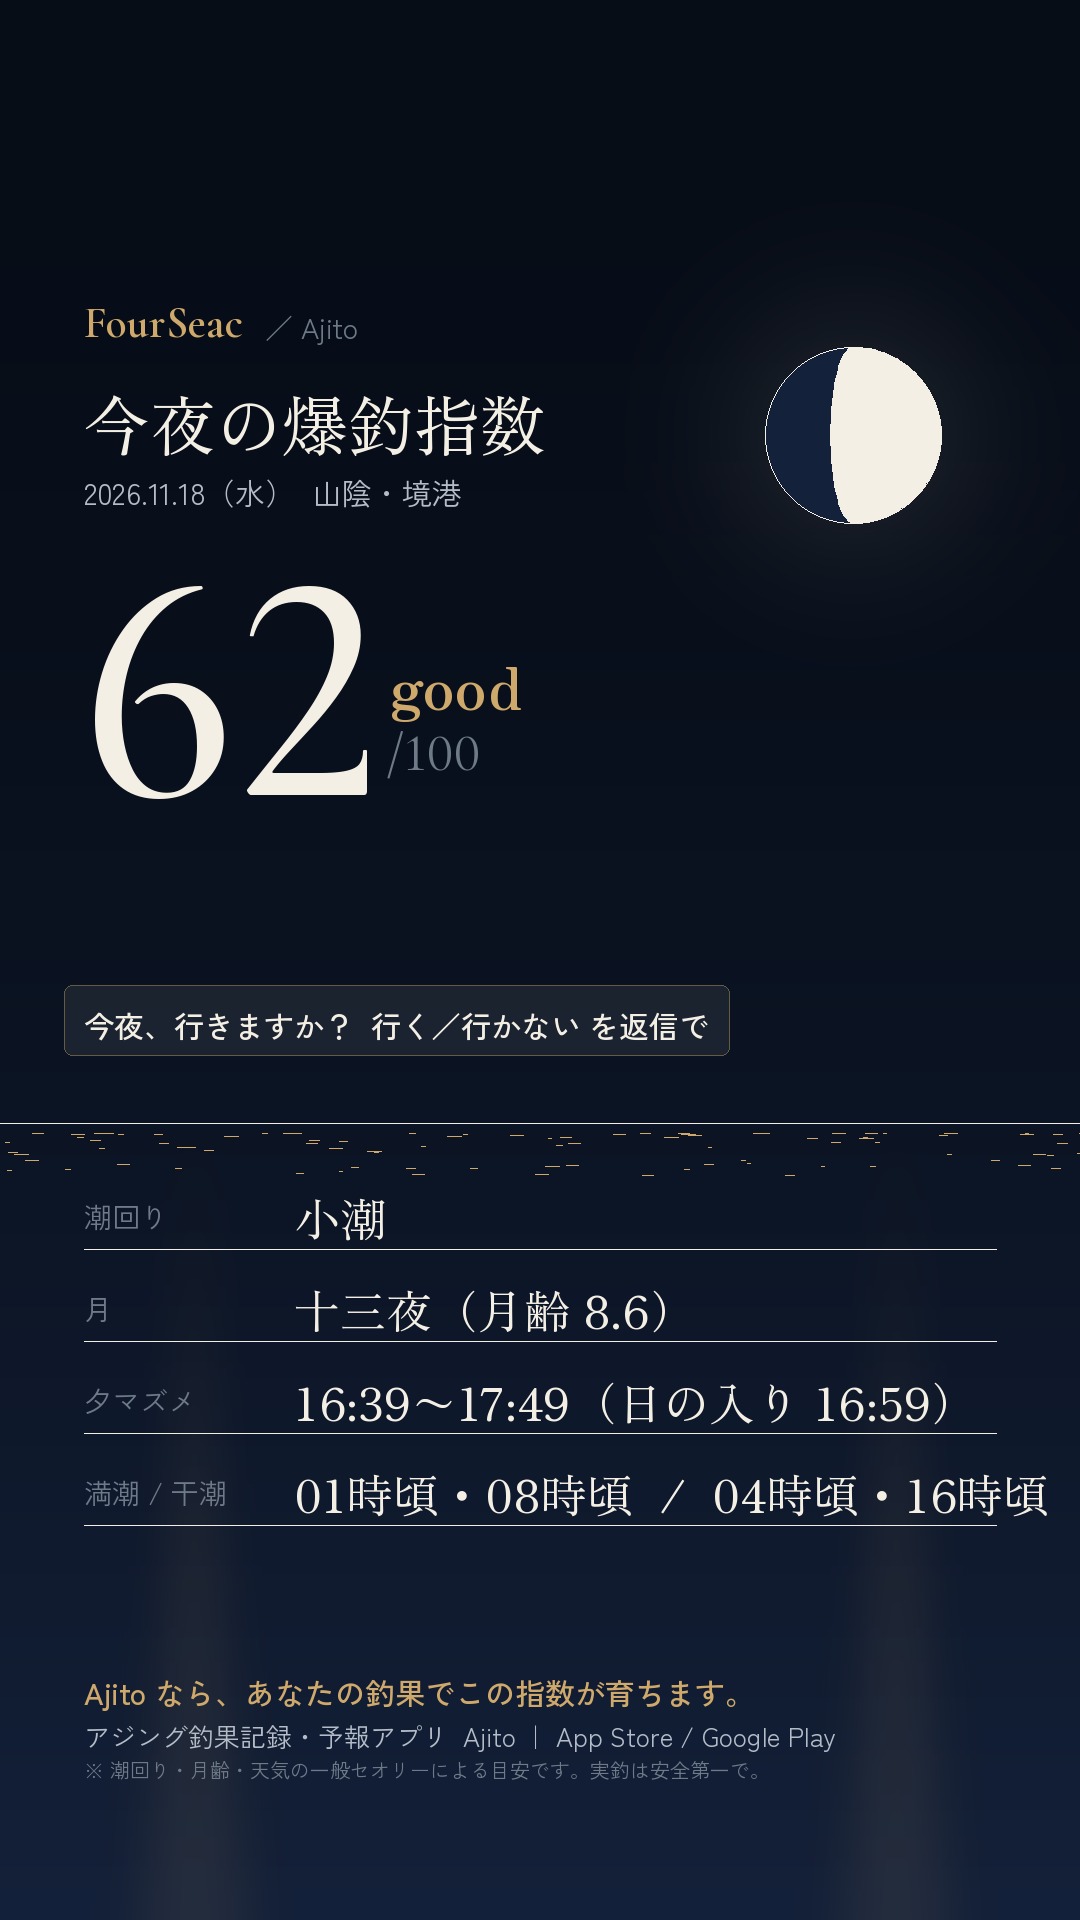 FourSeac ／ Ajito
今夜の爆釣指数
2026.11.18（水） 山陰・境港
62
good
/100
今夜、行きますか？ 行く／行かない を返信で
潮回り 小潮
月 十三夜（月齢 8.6）
夕マズメ 16:39〜17:49（日の入り 16:59）
満潮 / 干潮 01時頃・08時頃 ／ 04時頃・16時頃
Ajito なら、あなたの釣果でこの指数が育ちます。
アジング釣果記録・予報アプリ Ajito ｜ App Store / Google Play
※ 潮回り・月齢・天気の一般セオリーによる目安です。実釣は安全第一で。